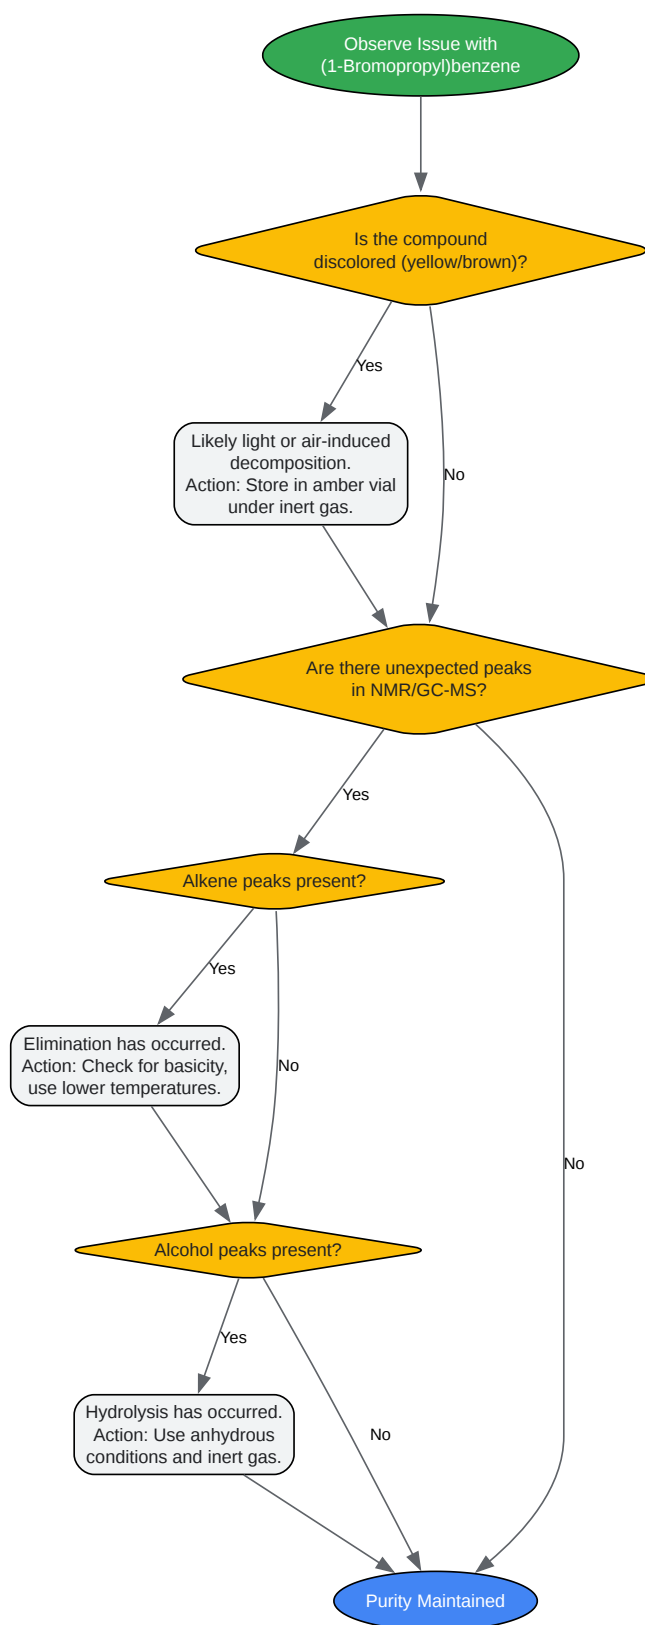 Observe Issue with
(1-Bromopropyl)benzene
Is the compound
discolored (yellow/brown)?
Yes
Likely light or air-induced
decomposition.
Action: Store in amber vial
under inert gas.
No
Are there unexpected peaks
in NMR/GC-MS?
Yes
Alkene peaks present?
Yes
Elimination has occurred.
Action: Check for basicity,
use lower temperatures.
No
No
Alcohol peaks present?
Yes
Hydrolysis has occurred.
Action: Use anhydrous
conditions and inert gas.
No
Purity Maintained